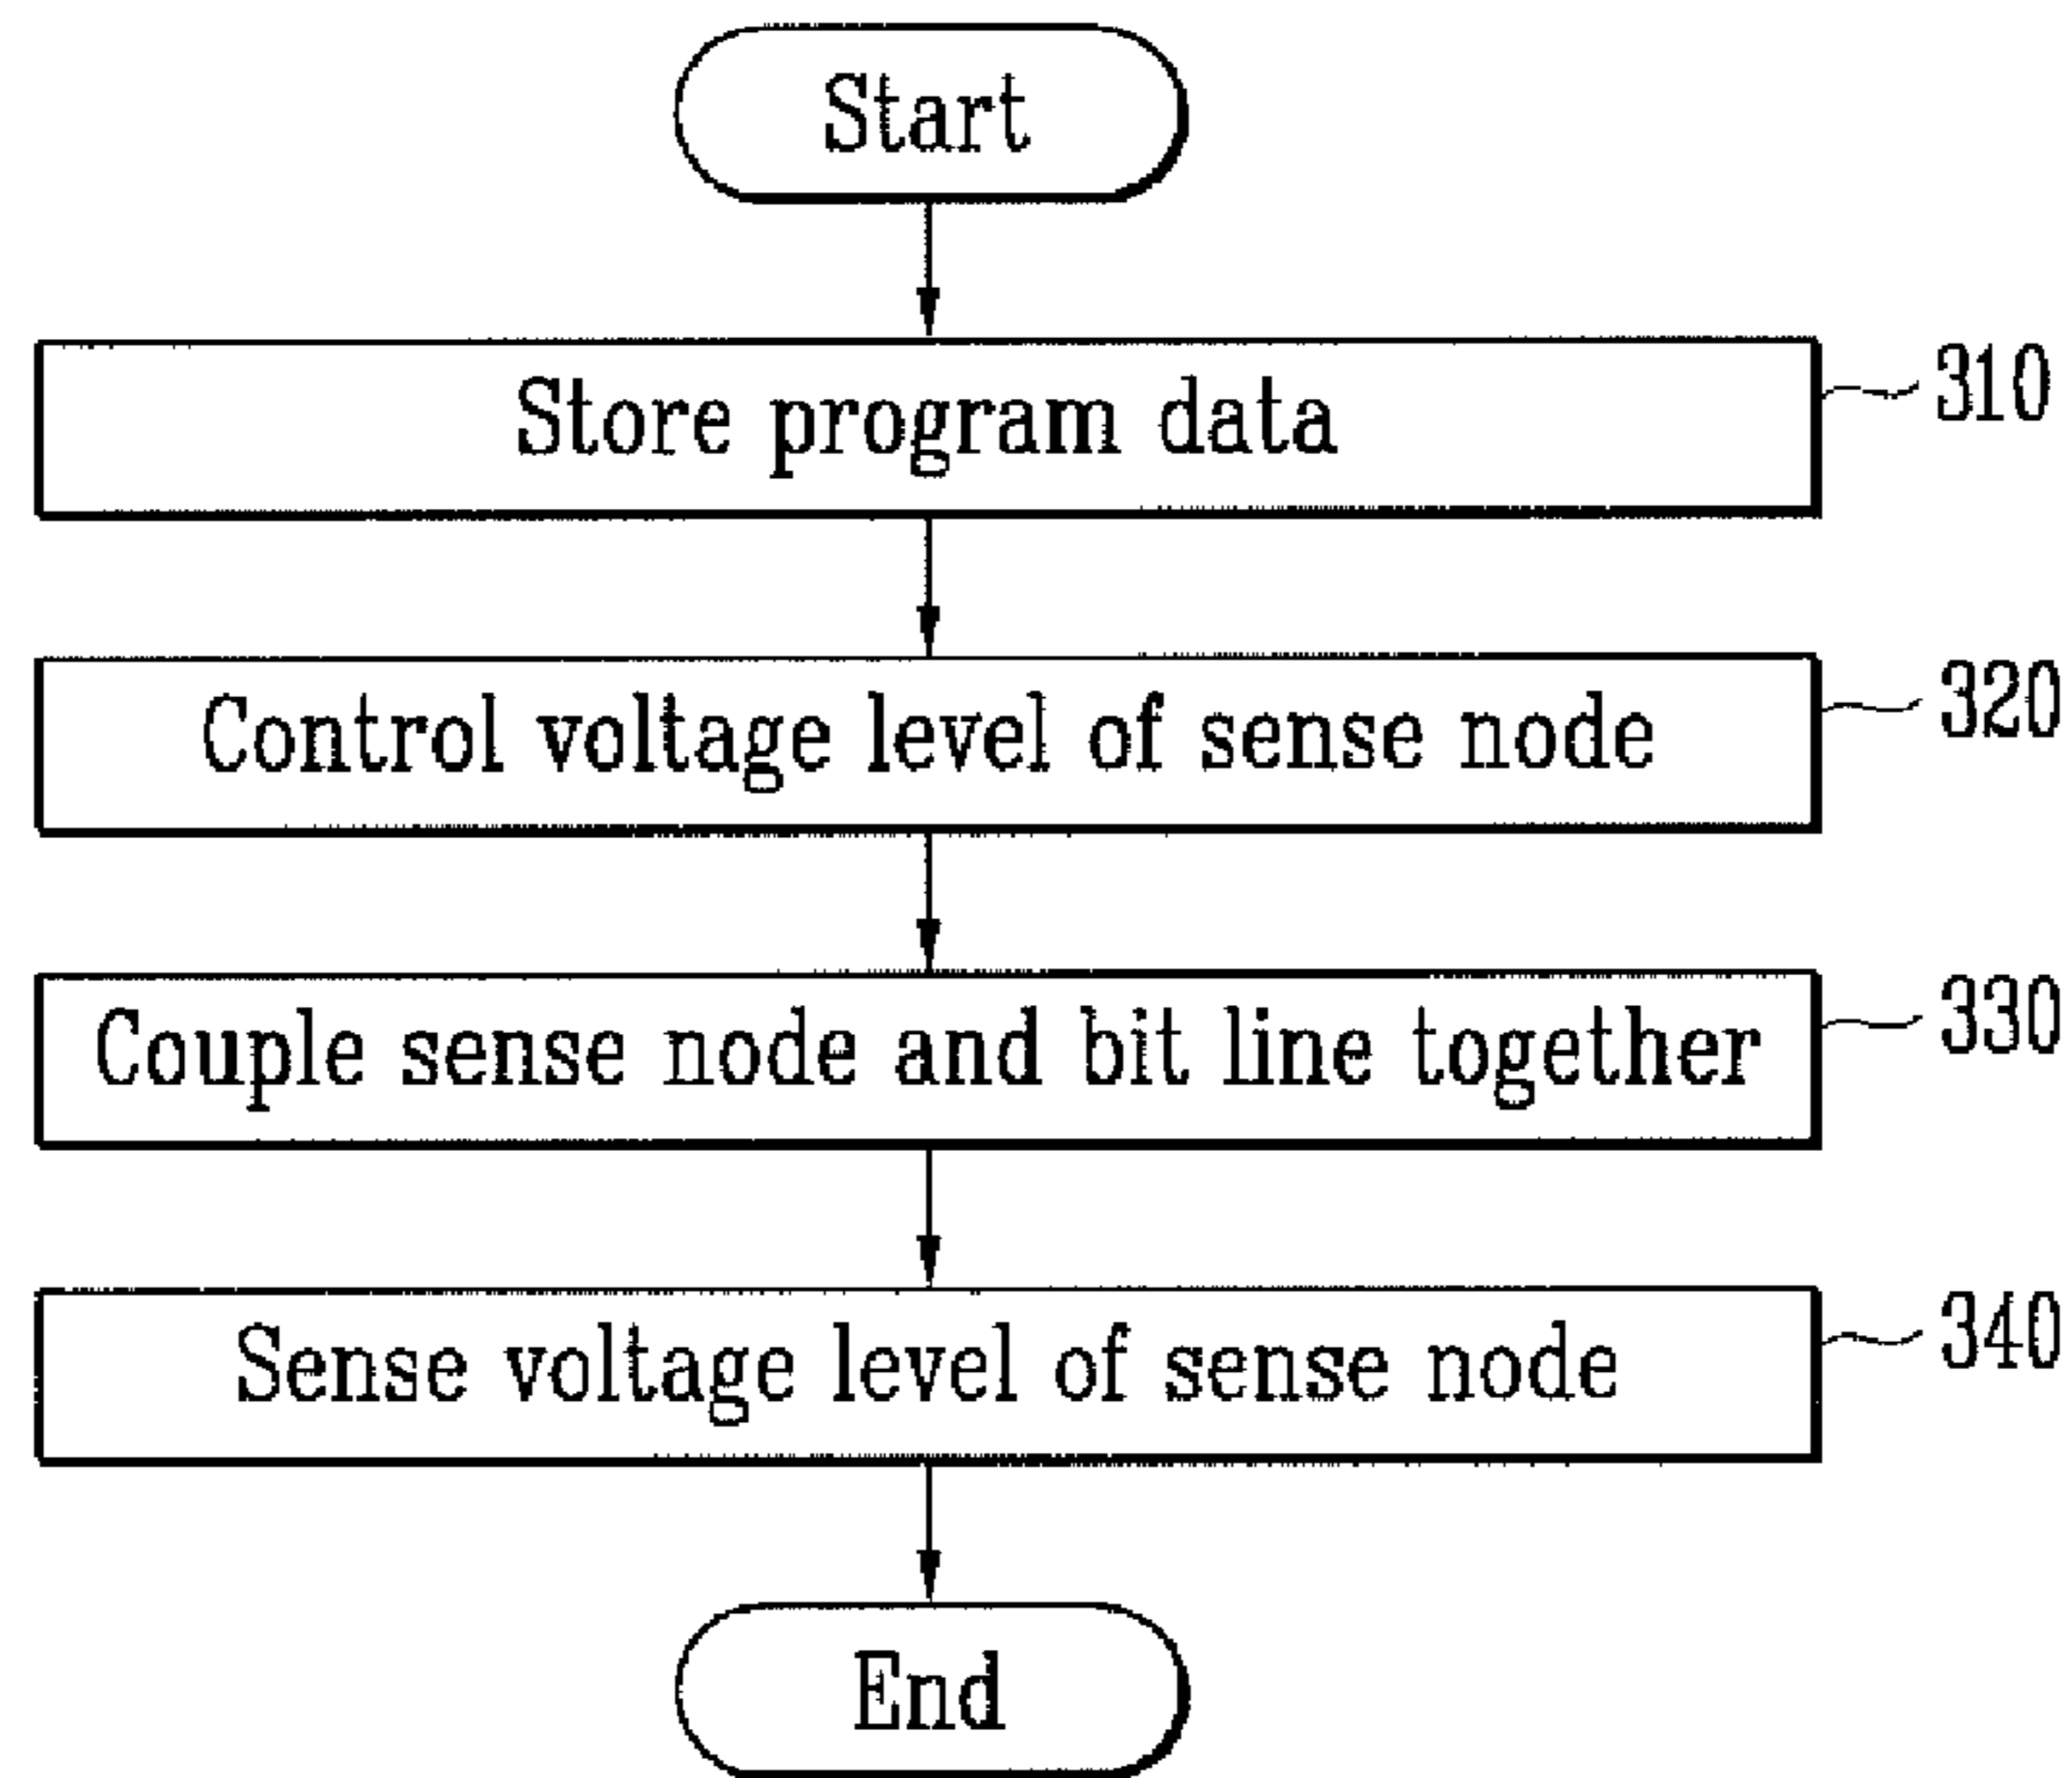 Start
Store program data
310
Control voltage level of sense node
320
Couple sense node and bit line together
330
Sense voltage level of sense node
340
End